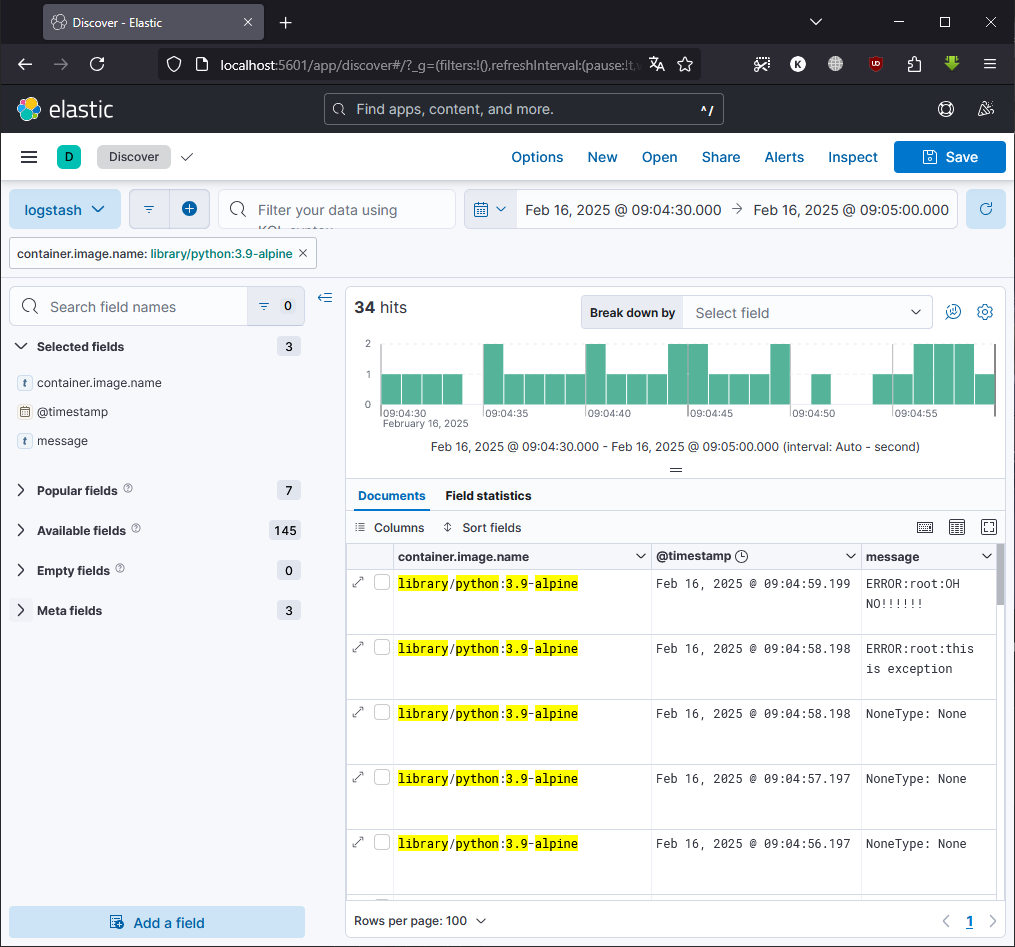 Discover - Elastic
localhost:5601/app/discover#/?_g=(filters:!(),refreshInterval:(pause:!t,v
elastic
Find apps, content, and more.
^/
D
Discover
Options
New
Open
Share
Alerts
Inspect
Save
logstash
Filter your data using
KQL syntax
Feb 16, 2025 @ 09:04:30.000 → Feb 16, 2025 @ 09:05:00.000
container.image.name: library/python:3.9-alpine
Search field names
0
Selected fields
3
container.image.name
@timestamp
message
Popular fields
7
Available fields
145
Empty fields
0
Meta fields
3
Add a field
34 hits
Break down by
Select field
2
1
0
09:04:30
February 16, 2025
09:04:35
09:04:40
09:04:45
09:04:50
09:04:55
Feb 16, 2025 @ 09:04:30.000 - Feb 16, 2025 @ 09:05:00.000 (interval: Auto - second)
Documents
Field statistics
Columns
Sort fields
container.image.name
@timestamp
message
library/python:3.9-alpine
Feb 16, 2025 @ 09:04:59.199
ERROR:root:OH
NO!!!!!!
library/python:3.9-alpine
Feb 16, 2025 @ 09:04:58.198
ERROR:root:this
is exception
library/python:3.9-alpine
Feb 16, 2025 @ 09:04:58.198
NoneType: None
library/python:3.9-alpine
Feb 16, 2025 @ 09:04:57.197
NoneType: None
library/python:3.9-alpine
Feb 16, 2025 @ 09:04:56.197
NoneType: None
Rows per page: 100
1